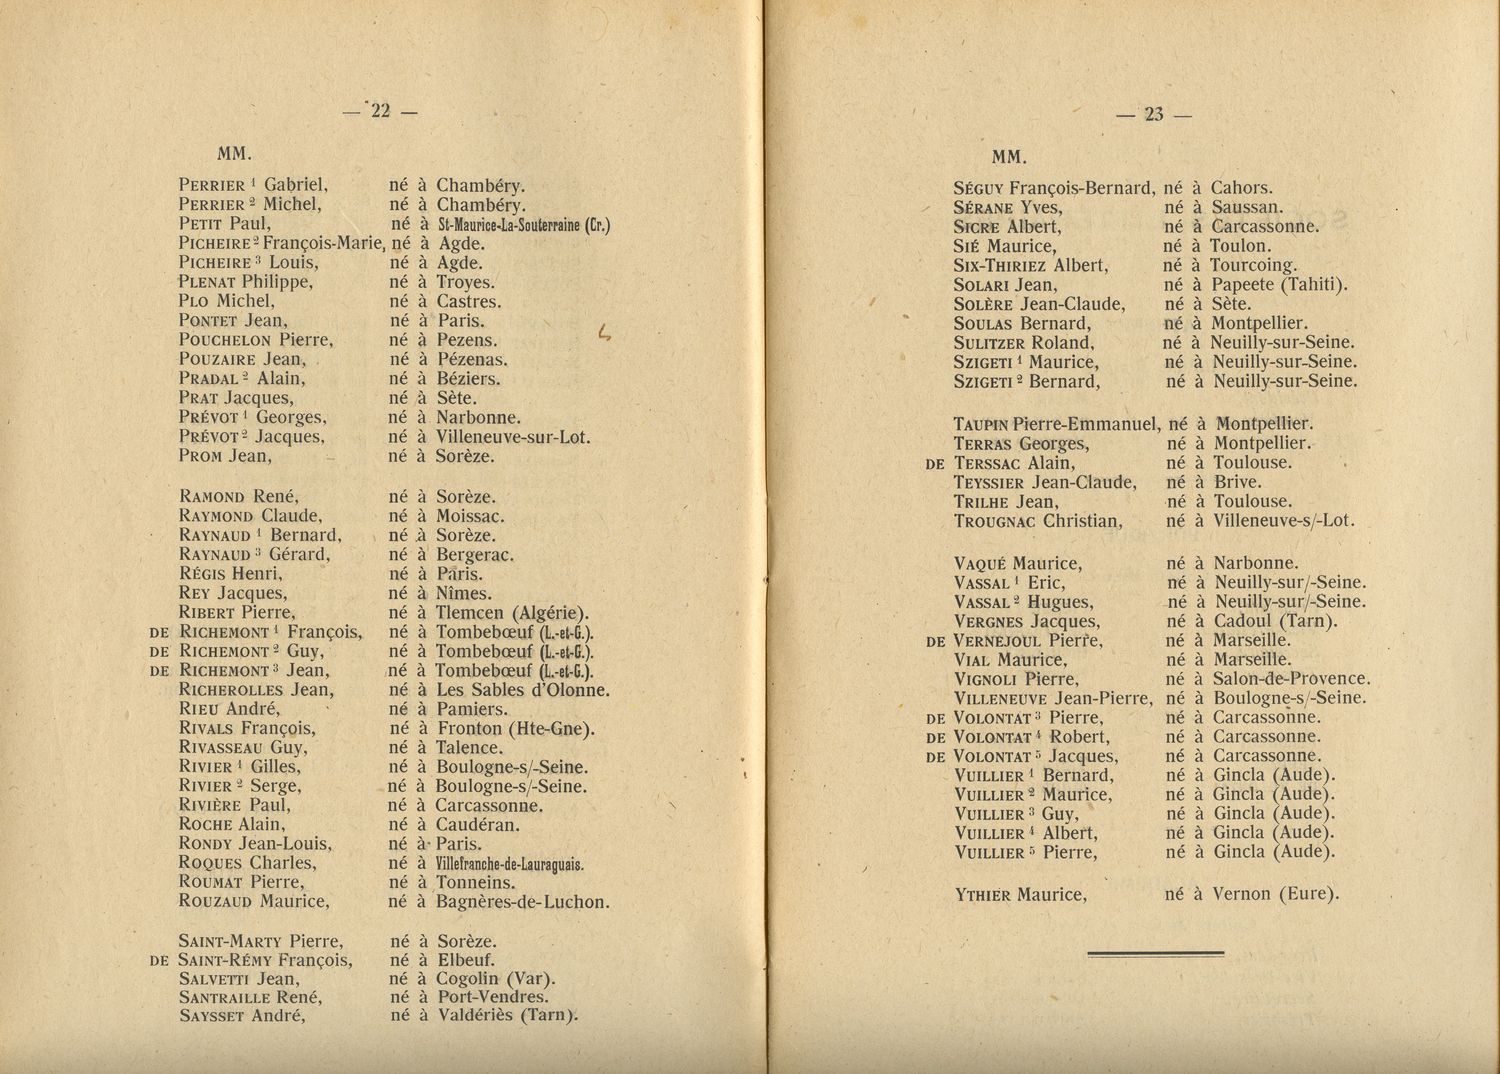 — 22 —
MM.
PERRIER 1 Gabriel, né à Chambéry.
PERRIER 2 Michel, né à Chambéry.
PETIT Paul, né à St-Maurice-La-Souterraine (Cr.)
PICHEIRE 2 François-Marie, né à Agde.
PICHEIRE 3 Louis, né à Agde.
PLENAT Philippe, né à Troyes.
PLO Michel, né à Castres.
PONTET Jean, né à Paris.
POUCHELON Pierre, né à Pezens.
POUZAIRE Jean, né à Pézenas.
PRADAL 2 Alain, né à Béziers.
PRAT Jacques, né à Sète.
PRÉVOT 1 Georges, né à Narbonne.
PRÉVOT 2 Jacques, né à Villeneuve-sur-Lot.
PROM Jean, né à Sorèze.
RAMOND René, né à Sorèze.
RAYMOND Claude, né à Moissac.
RAYNAUD 1 Bernard, né à Sorèze.
RAYNAUD 3 Gérard, né à Bergerac.
RÉGIS Henri, né à Paris.
REY Jacques, né à Nîmes.
RIBERT Pierre, né à Tlemcen (Algérie).
DE RICHEMONT 1 François, né à Tombebœuf (L.-et-G.).
DE RICHEMONT 2 Guy, né à Tombebœuf (L.-et-G.).
DE RICHEMONT 3 Jean, né à Tombebœuf (L.-et-G.).
RICHEROLLES Jean, né à Les Sables d'Olonne.
RIEU André, né à Pamiers.
RIVALS François, né à Fronton (Hte-Gne).
RIVASSEAU Guy, né à Talence.
RIVIER 1 Gilles, né à Boulogne-s/-Seine.
RIVIER 2 Serge, né à Boulogne-s/-Seine.
RIVIÈRE Paul, né à Carcassonne.
ROCHE Alain, né à Caudéran.
RONDY Jean-Louis, né à Paris.
ROQUES Charles, né à Villefranche-de-Lauraguais.
ROUMAT Pierre, né à Tonneins.
ROUZAUD Maurice, né à Bagnères-de-Luchon.
SAINT-MARTY Pierre, né à Sorèze.
DE SAINT-RÉMY François, né à Elbeuf.
SALVETTI Jean, né à Cogolin (Var).
SANTRAILLE René, né à Port-Vendres.
SAYSSET André, né à Valdériès (Tarn).
— 23 —
MM.
SÉGUY François-Bernard, né à Cahors.
SÉRANE Yves, né à Saussan.
SICRE Albert, né à Carcassonne.
SIÉ Maurice, né à Toulon.
SIX-THIRIEZ Albert, né à Tourcoing.
SOLARI Jean, né à Papeete (Tahiti).
SOLÈRE Jean-Claude, né à Sète.
SOULAS Bernard, né à Montpellier.
SULITZER Roland, né à Neuilly-sur-Seine.
SZIGETI 1 Maurice, né à Neuilly-sur-Seine.
SZIGETI 2 Bernard, né à Neuilly-sur-Seine.
TAUPIN Pierre-Emmanuel, né à Montpellier.
TERRAS Georges, né à Montpellier.
DE TERSSAC Alain, né à Toulouse.
TEYSSIER Jean-Claude, né à Brive.
TRILHE Jean, né à Toulouse.
TROUGNAC Christian, né à Villeneuve-s/-Lot.
VAQUÉ Maurice, né à Narbonne.
VASSAL 1 Eric, né à Neuilly-sur/-Seine.
VASSAL 2 Hugues, né à Neuilly-sur/-Seine.
VERGNES Jacques, né à Cadoul (Tarn).
DE VERNEJOUL Pierre, né à Marseille.
VIAL Maurice, né à Marseille.
VIGNOLI Pierre, né à Salon-de-Provence.
VILLENEUVE Jean-Pierre, né à Boulogne-s/-Seine.
DE VOLONTAT 3 Pierre, né à Carcassonne.
DE VOLONTAT 4 Robert, né à Carcassonne.
DE VOLONTAT 5 Jacques, né à Carcassonne.
VUILLIER 1 Bernard, né à Gincla (Aude).
VUILLIER 2 Maurice, né à Gincla (Aude).
VUILLIER 3 Guy, né à Gincla (Aude).
VUILLIER 4 Albert, né à Gincla (Aude).
VUILLIER 5 Pierre, né à Gincla (Aude).
YTHIER Maurice, né à Vernon (Eure).